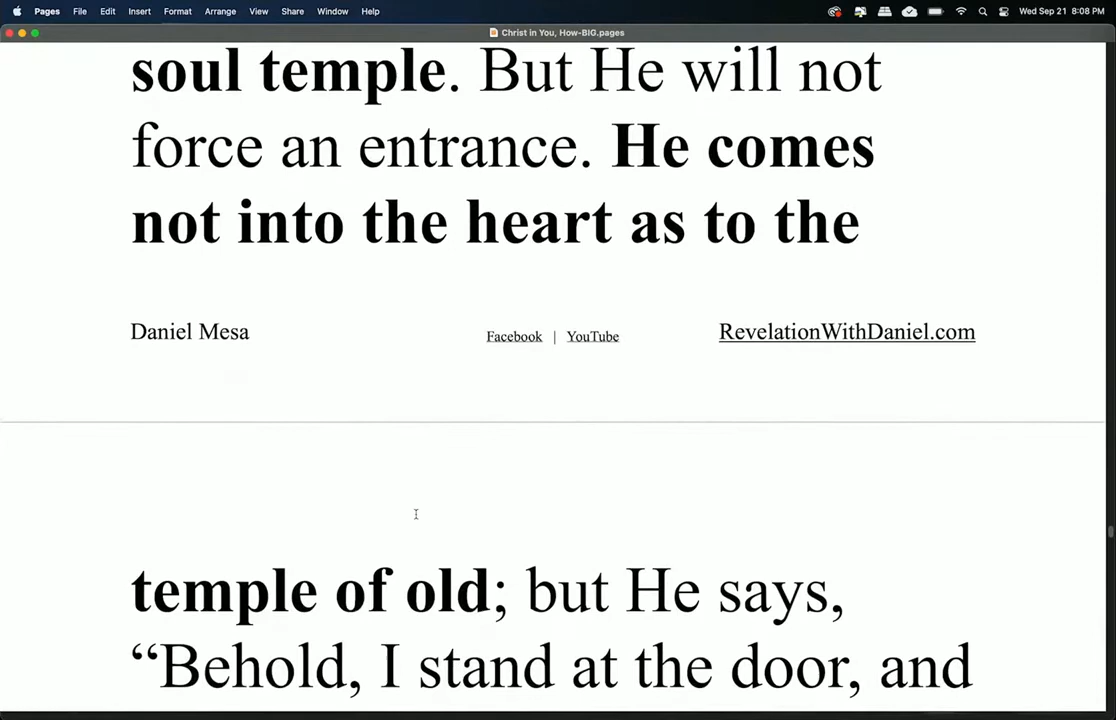 Pages File Edit Insert Format Arrange View Share Window Help Wed Sep 21 8:08 PM
Christ in You, How-BIG.pages
soul temple. But He will not
force an entrance. He comes
not into the heart as to the
Daniel Mesa Facebook | YouTube RevelationWithDaniel.com
temple of old; but He says,
“Behold, I stand at the door, and